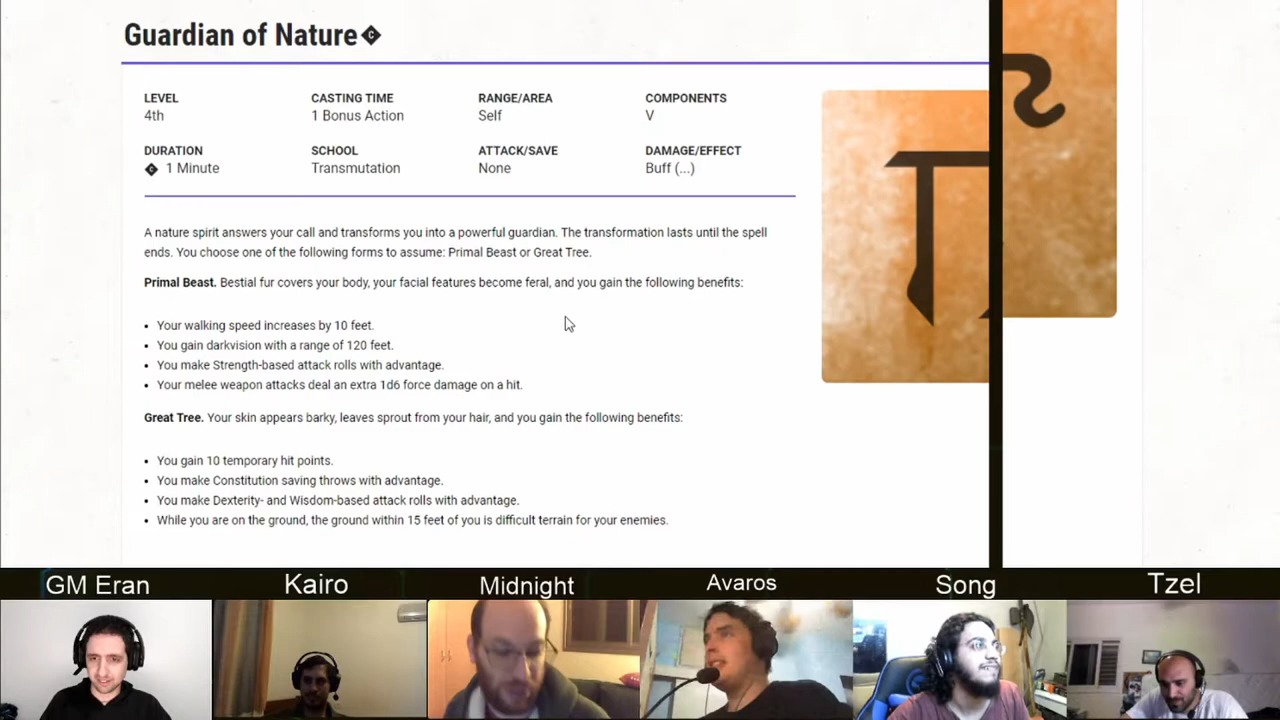 Guardian of Nature
LEVEL CASTING TIME RANGE/AREA COMPONENTS
4th 1 Bonus Action Self V
DURATION SCHOOL ATTACK/SAVE DAMAGE/EFFECT
1 Minute Transmutation None Buff (...)
A nature spirit answers your call and transforms you into a powerful guardian. The transformation lasts until the spell
ends. You choose one of the following forms to assume: Primal Beast or Great Tree.
Primal Beast. Bestial fur covers your body, your facial features become feral, and you gain the following benefits:
• Your walking speed increases by 10 feet.
• You gain darkvision with a range of 120 feet.
• You make Strength-based attack rolls with advantage.
• Your melee weapon attacks deal an extra 1d6 force damage on a hit.
Great Tree. Your skin appears barky, leaves sprout from your hair, and you gain the following benefits:
• You gain 10 temporary hit points.
• You make Constitution saving throws with advantage.
• You make Dexterity- and Wisdom-based attack rolls with advantage.
• While you are on the ground, the ground within 15 feet of you is difficult terrain for your enemies.
GM Eran Kairo Midnight Avaros Song Tzel